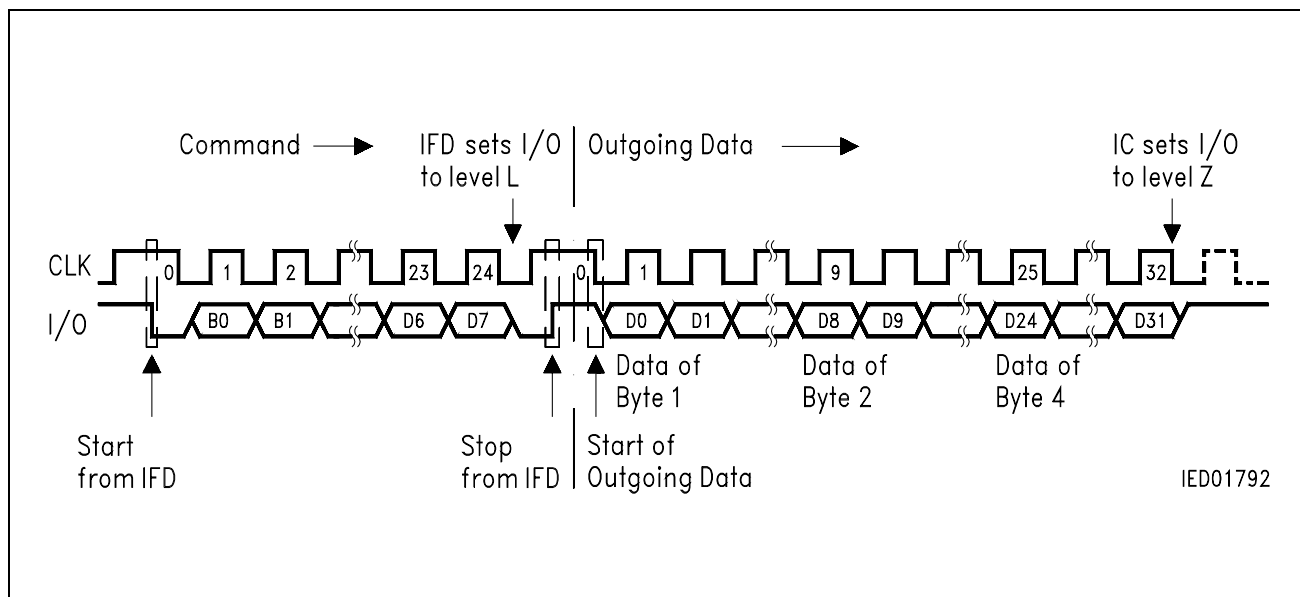 Command
IFD sets I/O
to level L
Outgoing Data
IC sets I/O
to level Z
CLK
0 1 2 23 24 0 1 9 25 32
I/O
B0 B1 D6 D7 D0 D1 D8 D9 D24 D31
Data of
Byte 1
Data of
Byte 2
Data of
Byte 4
Start
from IFD
Stop
from IFD
Start of
Outgoing Data
IED01792